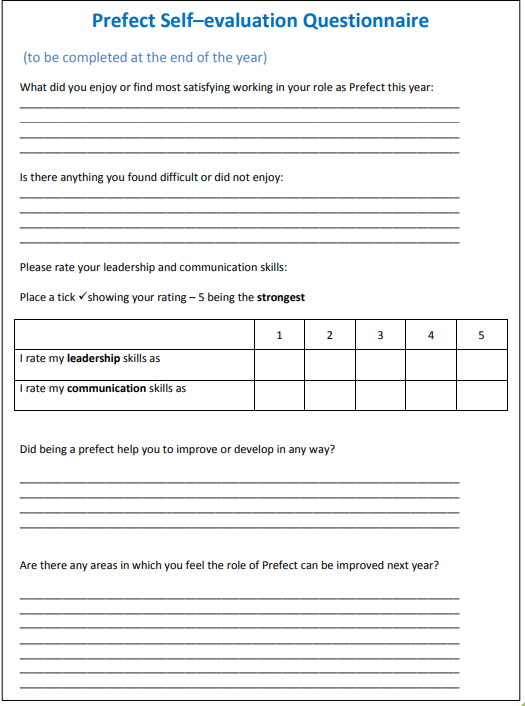 Prefect Self–evaluation Questionnaire
(to be completed at the end of the year)
What did you enjoy or find most satisfying working in your role as Prefect this year:
Is there anything you found difficult or did not enjoy:
Please rate your leadership and communication skills:
Place a tick ✓showing your rating – 5 being the strongest
1 2 3 4 5
I rate my leadership skills as
I rate my communication skills as
Did being a prefect help you to improve or develop in any way?
Are there any areas in which you feel the role of Prefect can be improved next year?